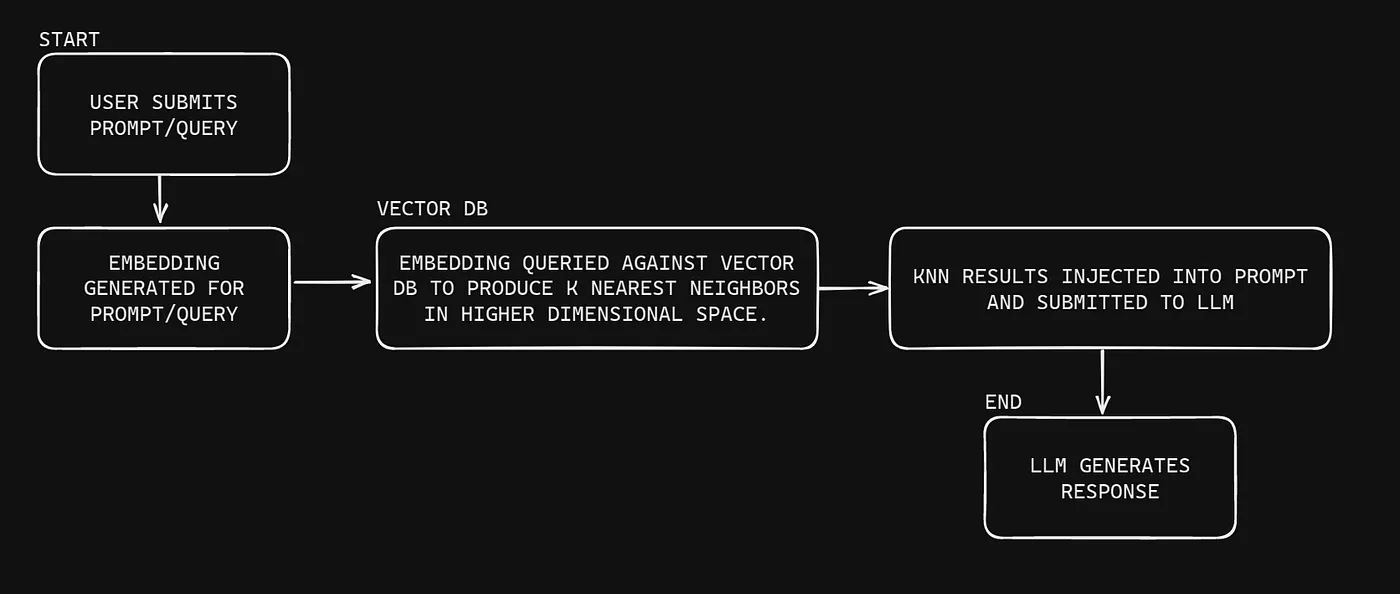 START
USER SUBMITS
PROMPT/QUERY
EMBEDDING
GENERATED FOR
PROMPT/QUERY
VECTOR DB
EMBEDDING QUERIED AGAINST VECTOR
DB TO PRODUCE K NEAREST NEIGHBORS
IN HIGHER DIMENSIONAL SPACE.
KNN RESULTS INJECTED INTO PROMPT
AND SUBMITTED TO LLM
END
LLM GENERATES
RESPONSE